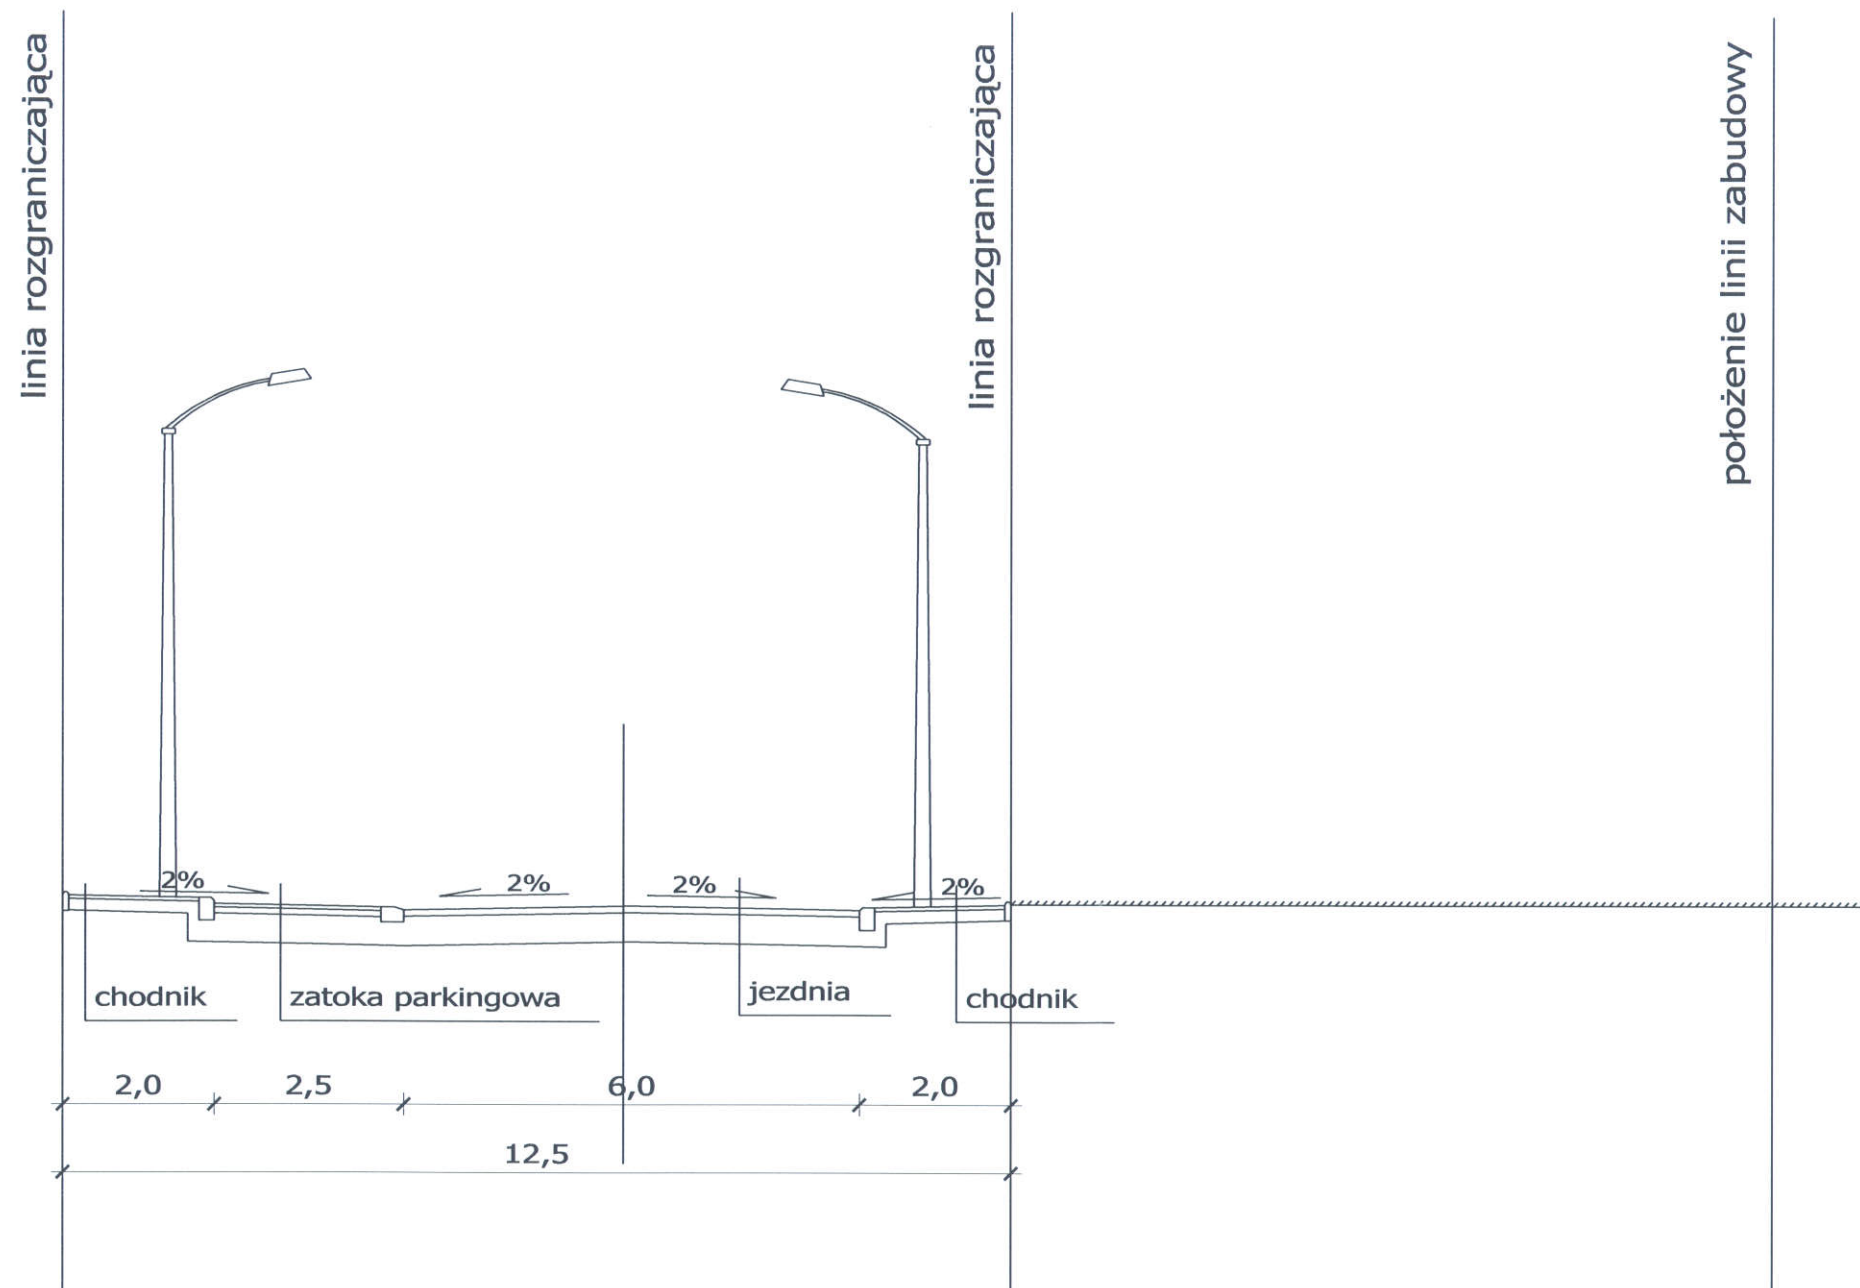 linia rozgraniczająca
linia rozgraniczająca
położenie linii zabudowy
2%
2%
2%
2%
chodnik
zatoka parkingowa
jezdnia
chodnik
2,0
2,5
6,0
2,0
12,5